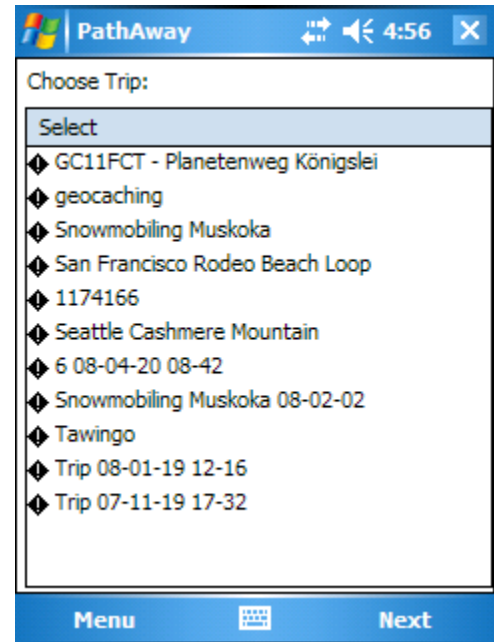 PathAway 4:56
Choose Trip:
Select
GC11FCT - Planetenweg Königslei
geocaching
Snowmobiling Muskoka
San Francisco Rodeo Beach Loop
1174166
Seattle Cashmere Mountain
6 08-04-20 08-42
Snowmobiling Muskoka 08-02-02
Tawingo
Trip 08-01-19 12-16
Trip 07-11-19 17-32
Menu Next